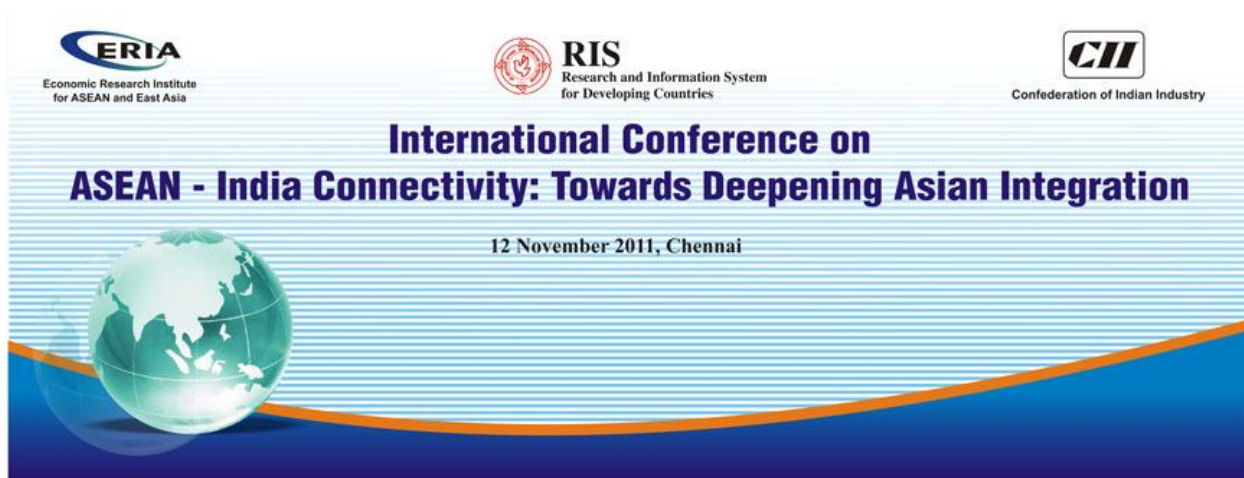 ERIA
Economic Research Institute
for ASEAN and East Asia
RIS
Research and Information System
for Developing Countries
CII
Confederation of Indian Industry
International Conference on
ASEAN - India Connectivity: Towards Deepening Asian Integration
12 November 2011, Chennai